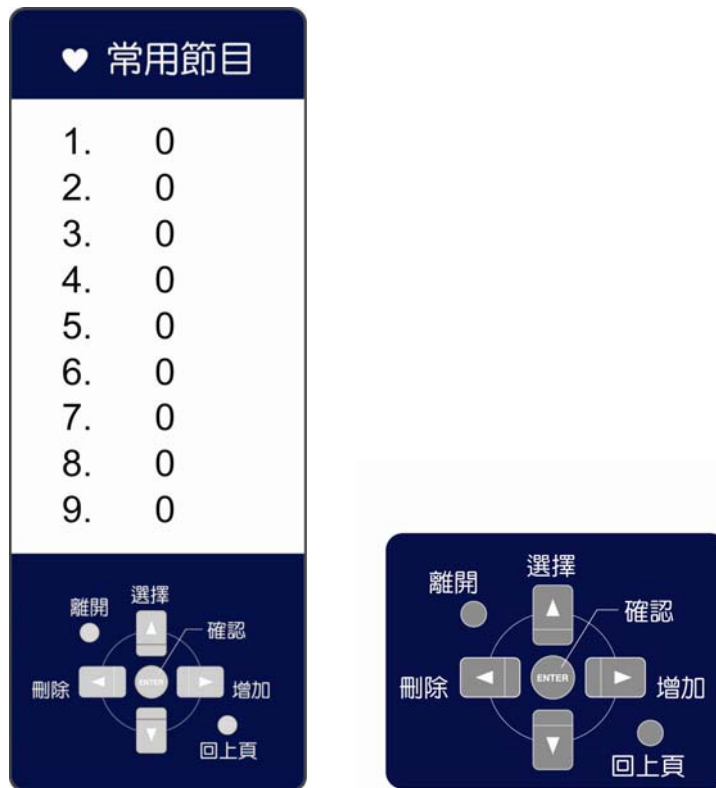 ♥ 常用節目
1. 0
2. 0
3. 0
4. 0
5. 0
6. 0
7. 0
8. 0
9. 0
選擇
離開
確認
ENTER
刪除
增加
回上頁
選擇
離開
確認
ENTER
刪除
增加
回上頁